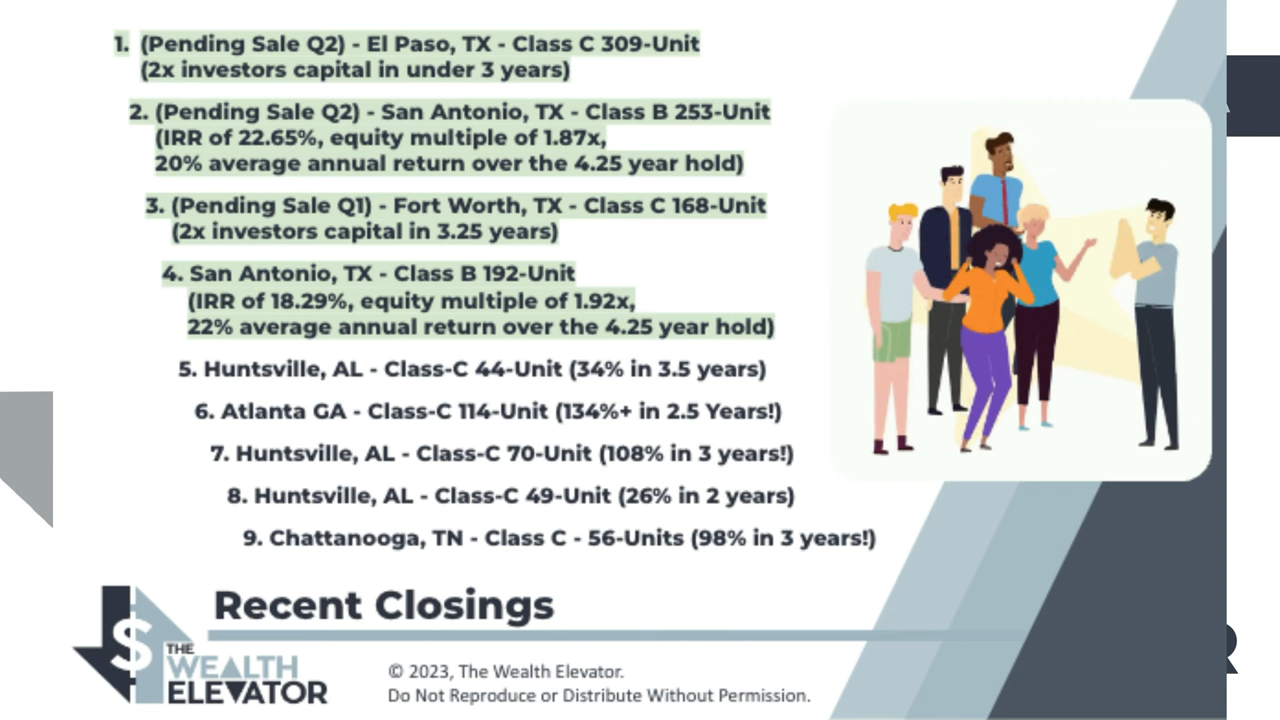 1. (Pending Sale Q2) - El Paso, TX - Class C 309-Unit
(2x investors capital in under 3 years)
2. (Pending Sale Q2) - San Antonio, TX - Class B 253-Unit
(IRR of 22.65%, equity multiple of 1.87x,
20% average annual return over the 4.25 year hold)
3. (Pending Sale Q1) - Fort Worth, TX - Class C 168-Unit
(2x investors capital in 3.25 years)
4. San Antonio, TX - Class B 192-Unit
(IRR of 18.29%, equity multiple of 1.92x,
22% average annual return over the 4.25 year hold)
5. Huntsville, AL - Class-C 44-Unit (34% in 3.5 years)
6. Atlanta GA - Class-C 114-Unit (134%+ in 2.5 Years!)
7. Huntsville, AL - Class-C 70-Unit (108% in 3 years!)
8. Huntsville, AL - Class-C 49-Unit (26% in 2 years)
9. Chattanooga, TN - Class C - 56-Units (98% in 3 years!)
Recent Closings
$ THE
WEALTH
ELEVATOR
© 2023, The Wealth Elevator.
Do Not Reproduce or Distribute Without Permission.